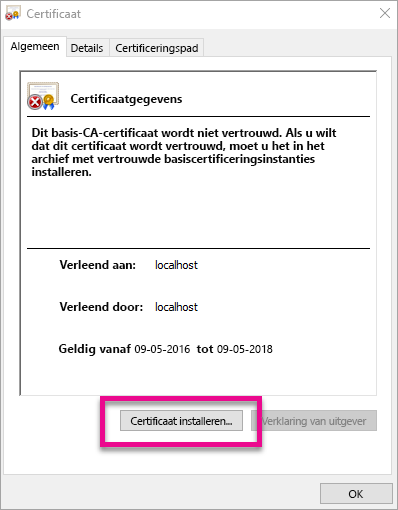 Certificaat
Algemeen Details Certificeringspad
Certificaatgegevens
Dit basis-CA-certificaat wordt niet vertrouwd. Als u wilt
dat dit certificaat wordt vertrouwd, moet u het in het
archief met vertrouwde basiscertificeringsinstanties
installeren.
Verleend aan: localhost
Verleend door: localhost
Geldig vanaf 09-05-2016 tot 09-05-2018
Certificaat installeren... Verklaring van uitgever
OK